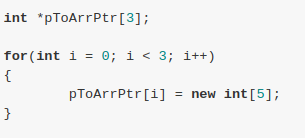 int *pToArrPtr[3];
for(int i = 0; i < 3; i++)
{
        pToArrPtr[i] = new int[5];
}